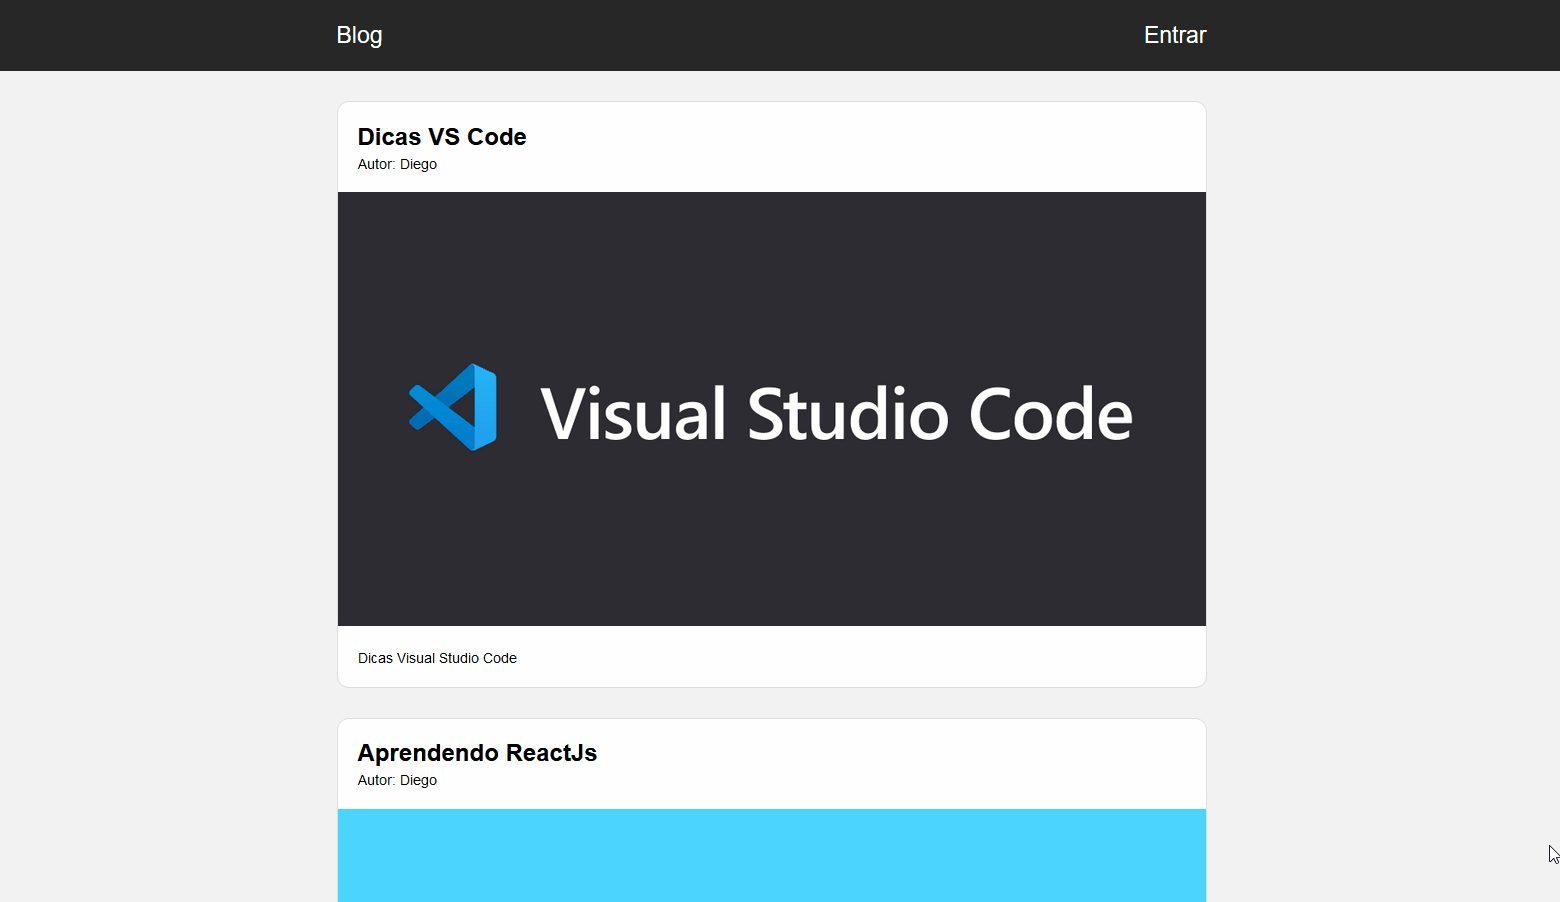 Blog
Entrar
Dicas VS Code
Autor: Diego
Visual Studio Code
Dicas Visual Studio Code
Aprendendo ReactJs
Autor: Diego